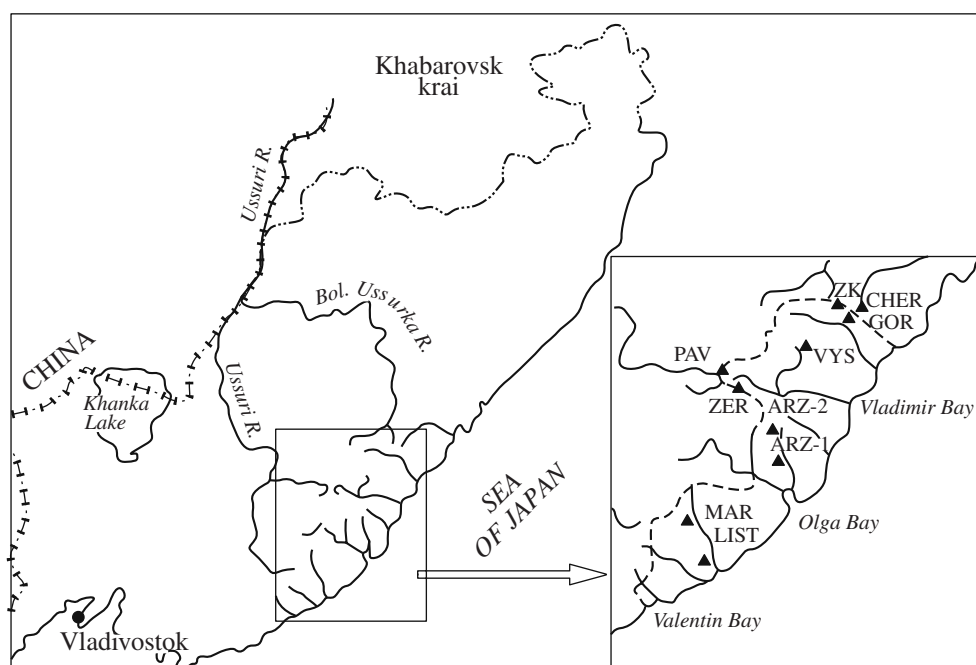 Khabarovsk
krai
Ussuri R.
Bol. Ussurka R.
CHINA
Khanka
Lake
Ussuri R.
SEA
OF JAPAN
Vladivostok
ZK
CHER
GOR
PAV
VYS
ZER
ARZ-2
Vladimir Bay
ARZ-1
Olga Bay
MAR
LIST
Valentin Bay